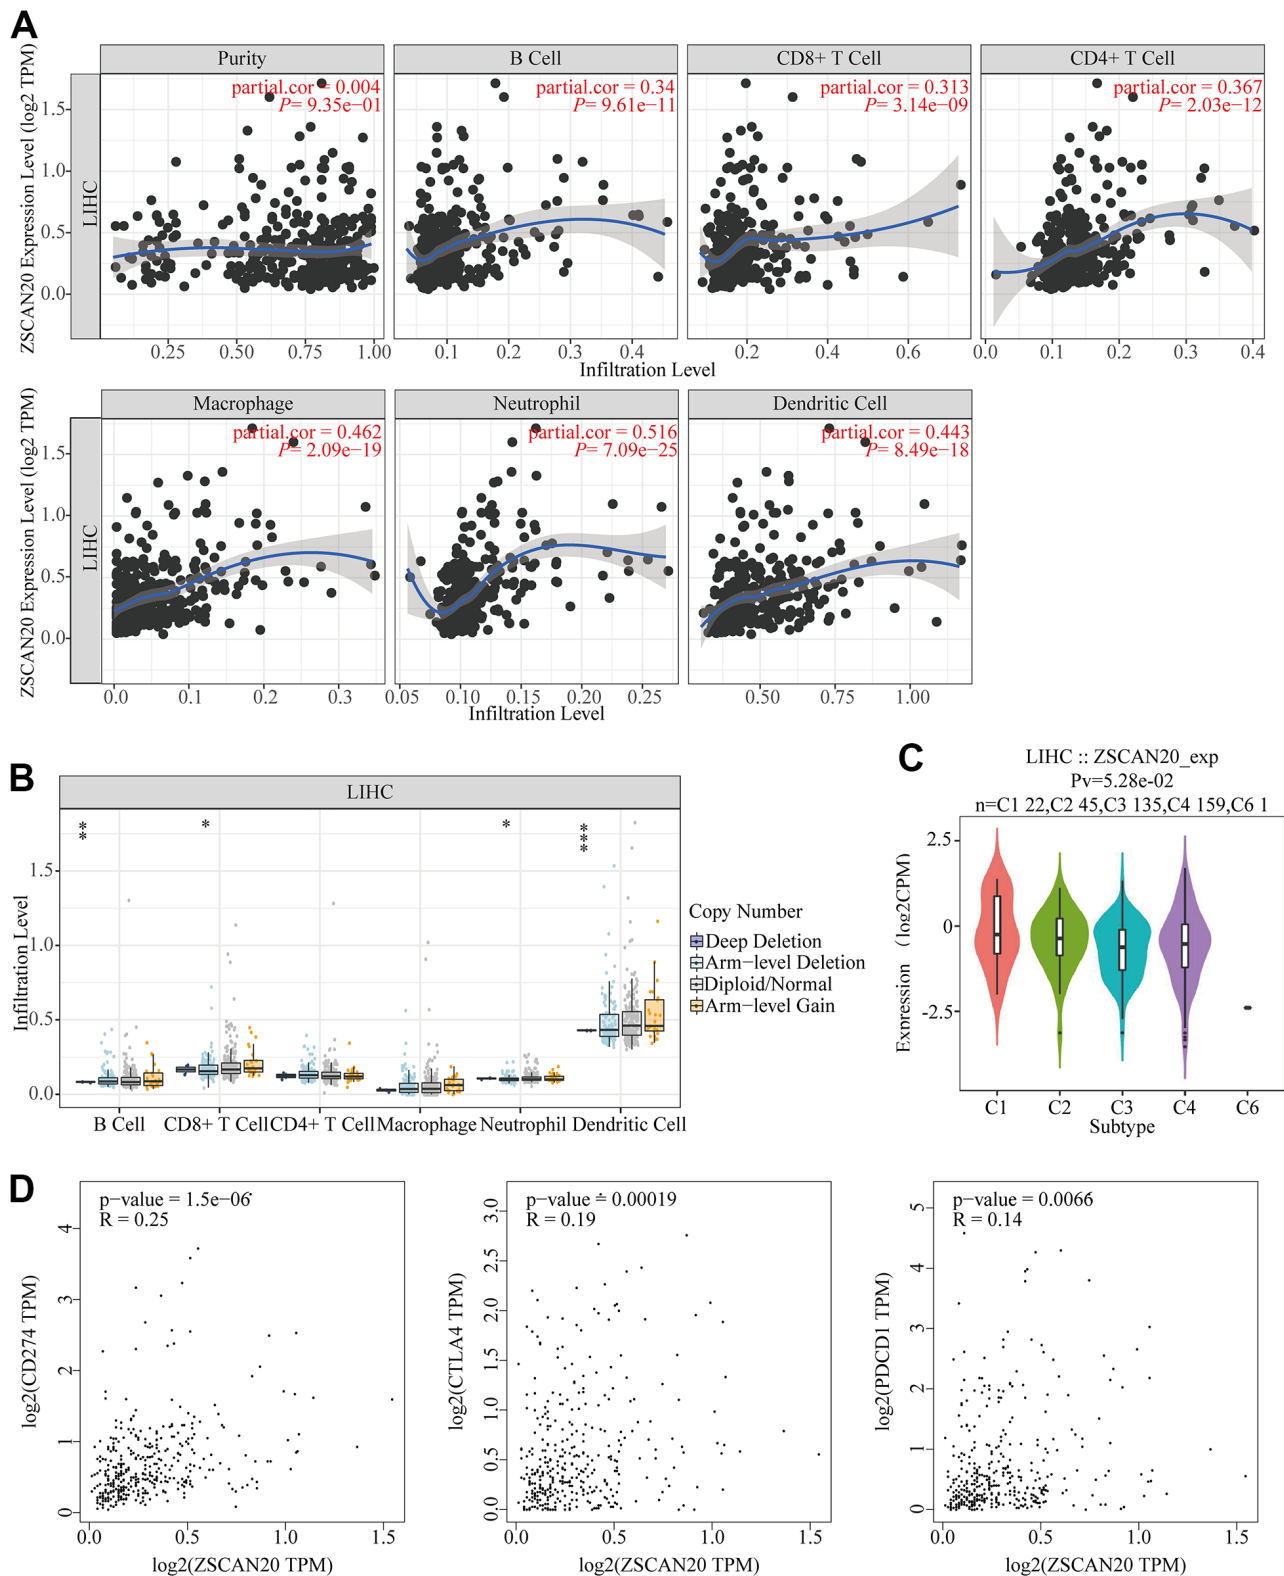 A
Purity
B Cell
CD8+ T Cell
CD4+ T Cell
partial.cor = 0.004
P= 9.35e−01
partial.cor = 0.34
P= 9.61e−11
partial.cor = 0.313
P= 3.14e−09
partial.cor = 0.367
P= 2.03e−12
ZSCAN20 Expression Level (log2 TPM)
LIHC
1.5
1.0
0.5
0.0
0.25 0.50 0.75 1.00
0.1 0.2 0.3 0.4
0.2 0.4 0.6
0.0 0.1 0.2 0.3 0.4
Infiltration Level
Macrophage
Neutrophil
Dendritic Cell
partial.cor = 0.462
P= 2.09e−19
partial.cor = 0.516
P= 7.09e−25
partial.cor = 0.443
P= 8.49e−18
ZSCAN20 Expression Level (log2 TPM)
LIHC
1.5
1.0
0.5
0.0
0.0 0.1 0.2 0.3
0.05 0.10 0.15 0.20 0.25
0.50 0.75 1.00
Infiltration Level
B
LIHC
**
*
*
***
Infiltration Level
1.5
1.0
0.5
0.0
B Cell CD8+ T Cell CD4+ T Cell Macrophage Neutrophil Dendritic Cell
Copy Number
Deep Deletion
Arm−level Deletion
Diploid/Normal
Arm−level Gain
C
LIHC :: ZSCAN20_exp
Pv=5.28e-02
n=C1 22,C2 45,C3 135,C4 159,C6 1
Expression (log2CPM)
2.5
0
-2.5
C1 C2 C3 C4 C6
Subtype
D
p−value = 1.5e−06
R = 0.25
log2(CD274 TPM)
4
3
2
1
0
0.0 0.5 1.0 1.5
log2(ZSCAN20 TPM)
p−value = 0.00019
R = 0.19
log2(CTLA4 TPM)
3.0
2.5
2.0
1.5
1.0
0.5
0.0
0.0 0.5 1.0 1.5
log2(ZSCAN20 TPM)
p−value = 0.0066
R = 0.14
log2(PDCD1 TPM)
5
4
3
2
1
0
0.0 0.5 1.0 1.5
log2(ZSCAN20 TPM)